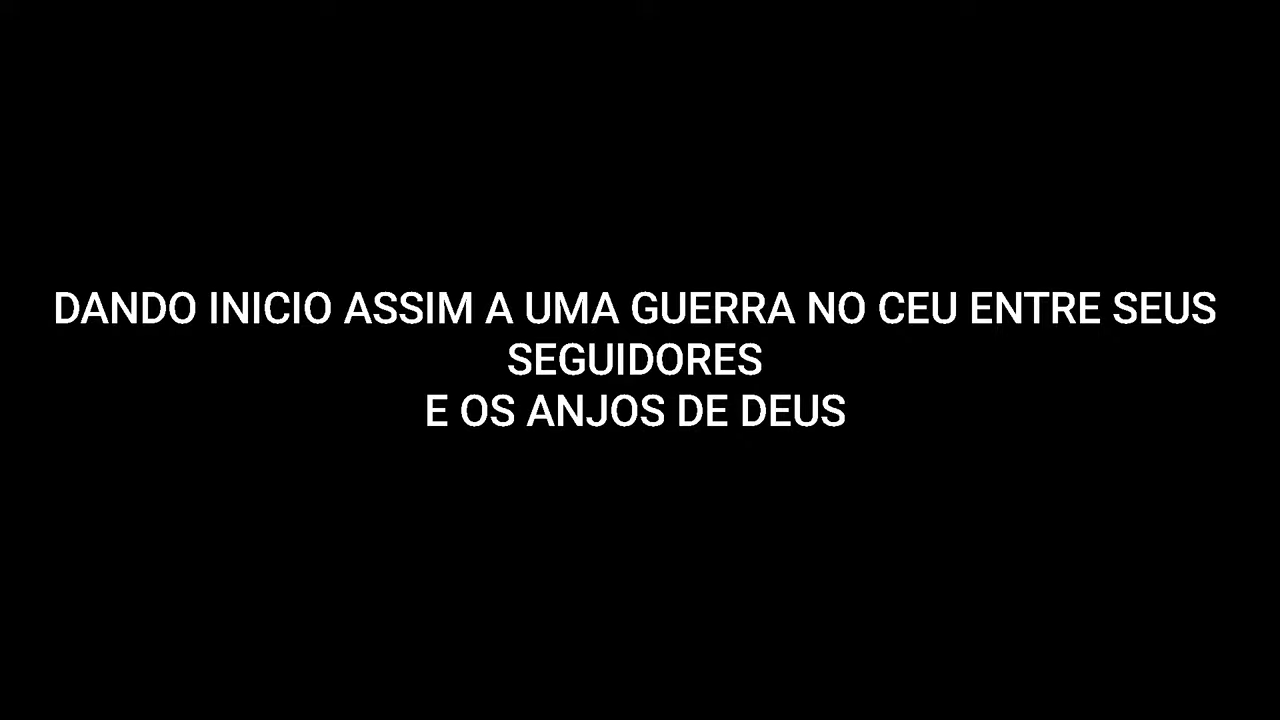 DANDO INICIO ASSIM A UMA GUERRA NO CEU ENTRE SEUS
SEGUIDORES
E OS ANJOS DE DEUS